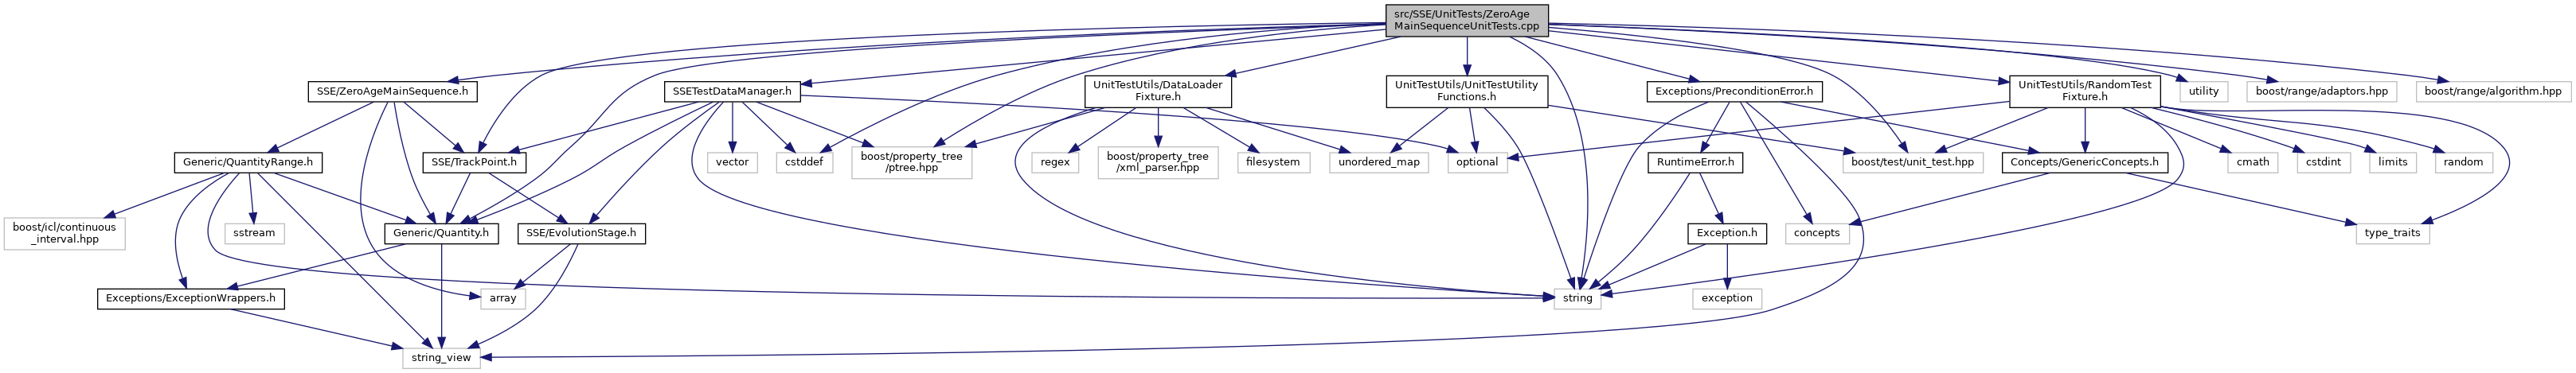 src/SSE/UnitTests/ZeroAge
MainSequenceUnitTests.cpp
SSE/ZeroAgeMainSequence.h
SSETestDataManager.h
UnitTestUtils/DataLoader
Fixture.h
UnitTestUtils/UnitTestUtility
Functions.h
Exceptions/PreconditionError.h
UnitTestUtils/RandomTest
Fixture.h
utility
boost/range/adaptors.hpp
boost/range/algorithm.hpp
Generic/QuantityRange.h
SSE/TrackPoint.h
vector
cstddef
boost/property_tree
/ptree.hpp
regex
boost/property_tree
/xml_parser.hpp
filesystem
unordered_map
optional
RuntimeError.h
boost/test/unit_test.hpp
Concepts/GenericConcepts.h
cmath
cstdint
limits
random
boost/icl/continuous
_interval.hpp
sstream
Generic/Quantity.h
SSE/EvolutionStage.h
Exception.h
concepts
type_traits
Exceptions/ExceptionWrappers.h
array
string
exception
string_view